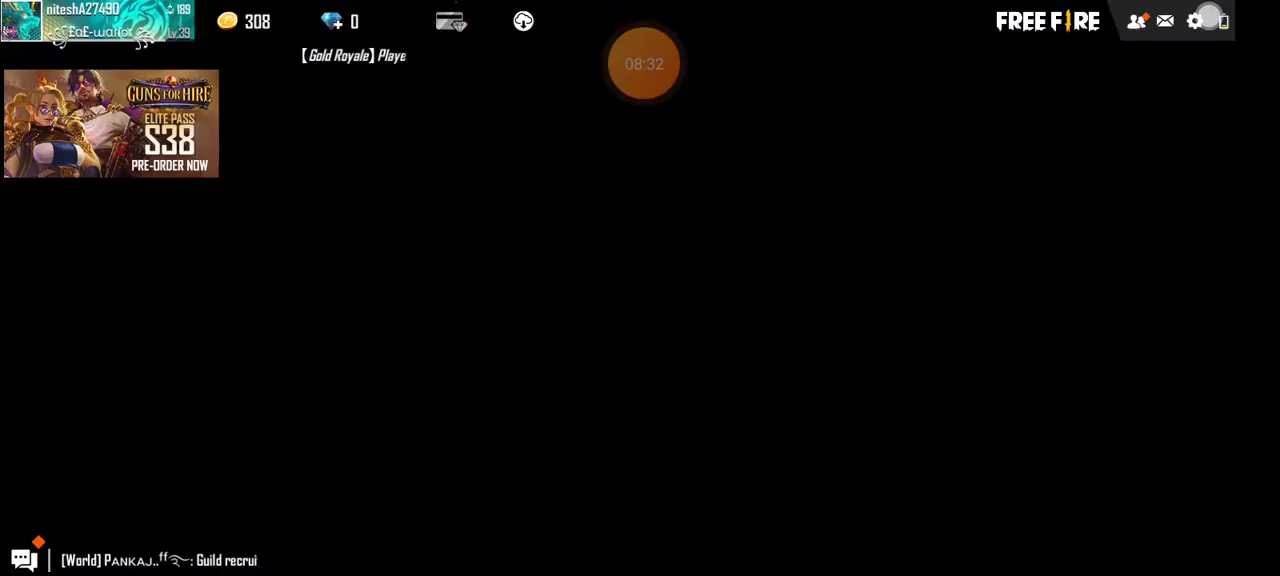 niteshA27490 189
Lv.39
308
0
FREE FIRE
【Gold Royale】Playe
08:32
GUNS FOR HIRE
ELITE PASS
S38
PRE-ORDER NOW
[World] PANKAJ..ᶠᶠ࿐: Guild recrui